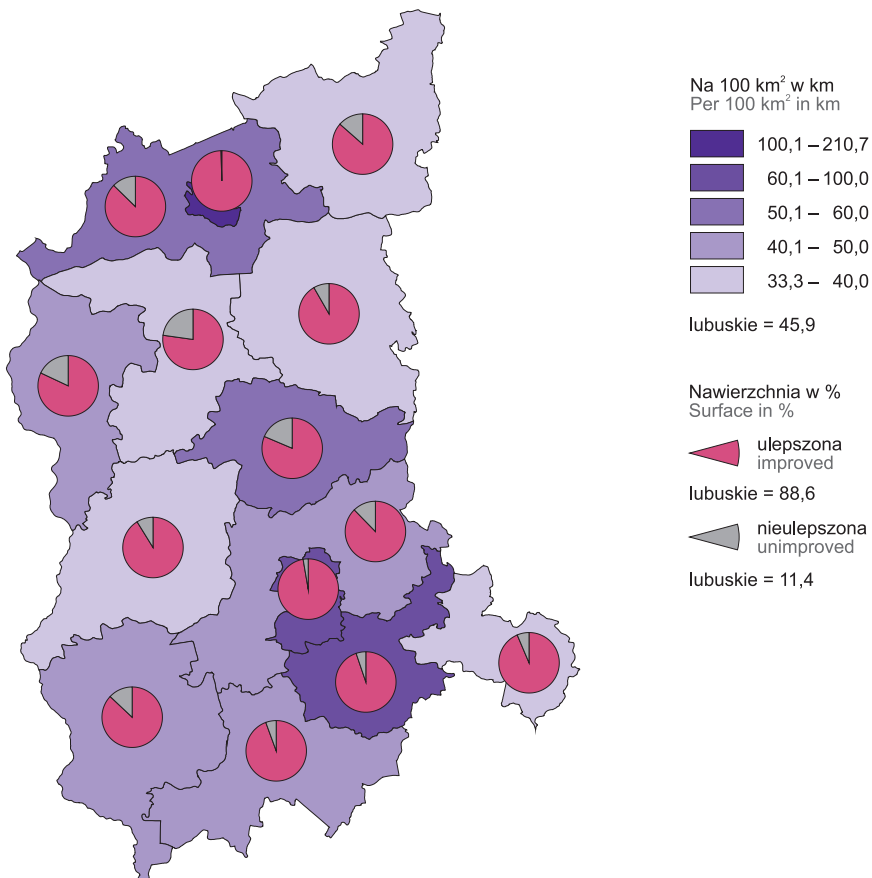 Na 100 km² w km
Per 100 km² in km
100,1 – 210,7
60,1 – 100,0
50,1 – 60,0
40,1 – 50,0
33,3 – 40,0
lubuskie = 45,9
Nawierzchnia w %
Surface in %
ulepszona
improved
lubuskie = 88,6
nieulepszona
unimproved
lubuskie = 11,4